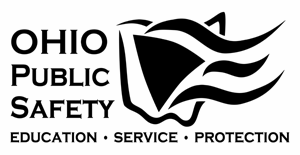 OHIO
PUBLIC
SAFETY
EDUCATION • SERVICE • PROTECTION